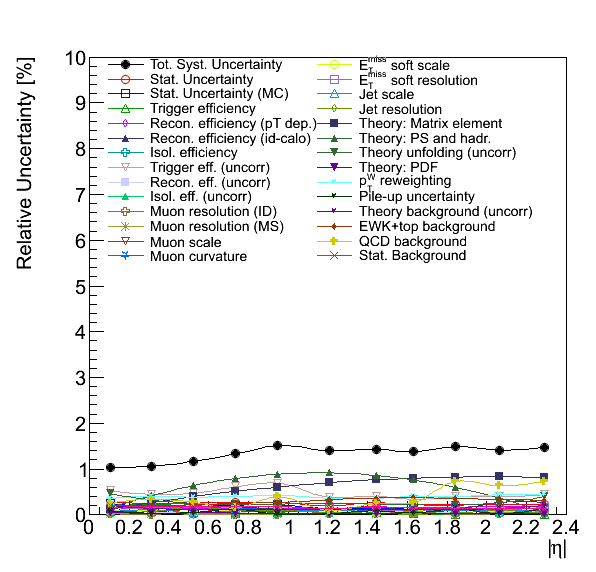 Relative Uncertainty [%]
10
9
8
7
6
5
4
3
2
1
0
Tot. Syst. Uncertainty
Stat. Uncertainty
Stat. Uncertainty (MC)
Trigger efficiency
Recon. efficiency (pT dep.)
Recon. efficiency (id-calo)
Isol. efficiency
Trigger eff. (uncorr)
Recon. eff. (uncorr)
Isol. eff. (uncorr)
Muon resolution (ID)
Muon resolution (MS)
Muon scale
Muon curvature
E_T^miss soft scale
E_T^miss soft resolution
Jet scale
Jet resolution
Theory: Matrix element
Theory: PS and hadr.
Theory unfolding (uncorr)
Theory: PDF
p_T^W reweighting
Pile-up uncertainty
Theory background (uncorr)
EWK+top background
QCD background
Stat. Background
0 0.2 0.4 0.6 0.8 1 1.2 1.4 1.6 1.8 2 2.2 2.4
|η|